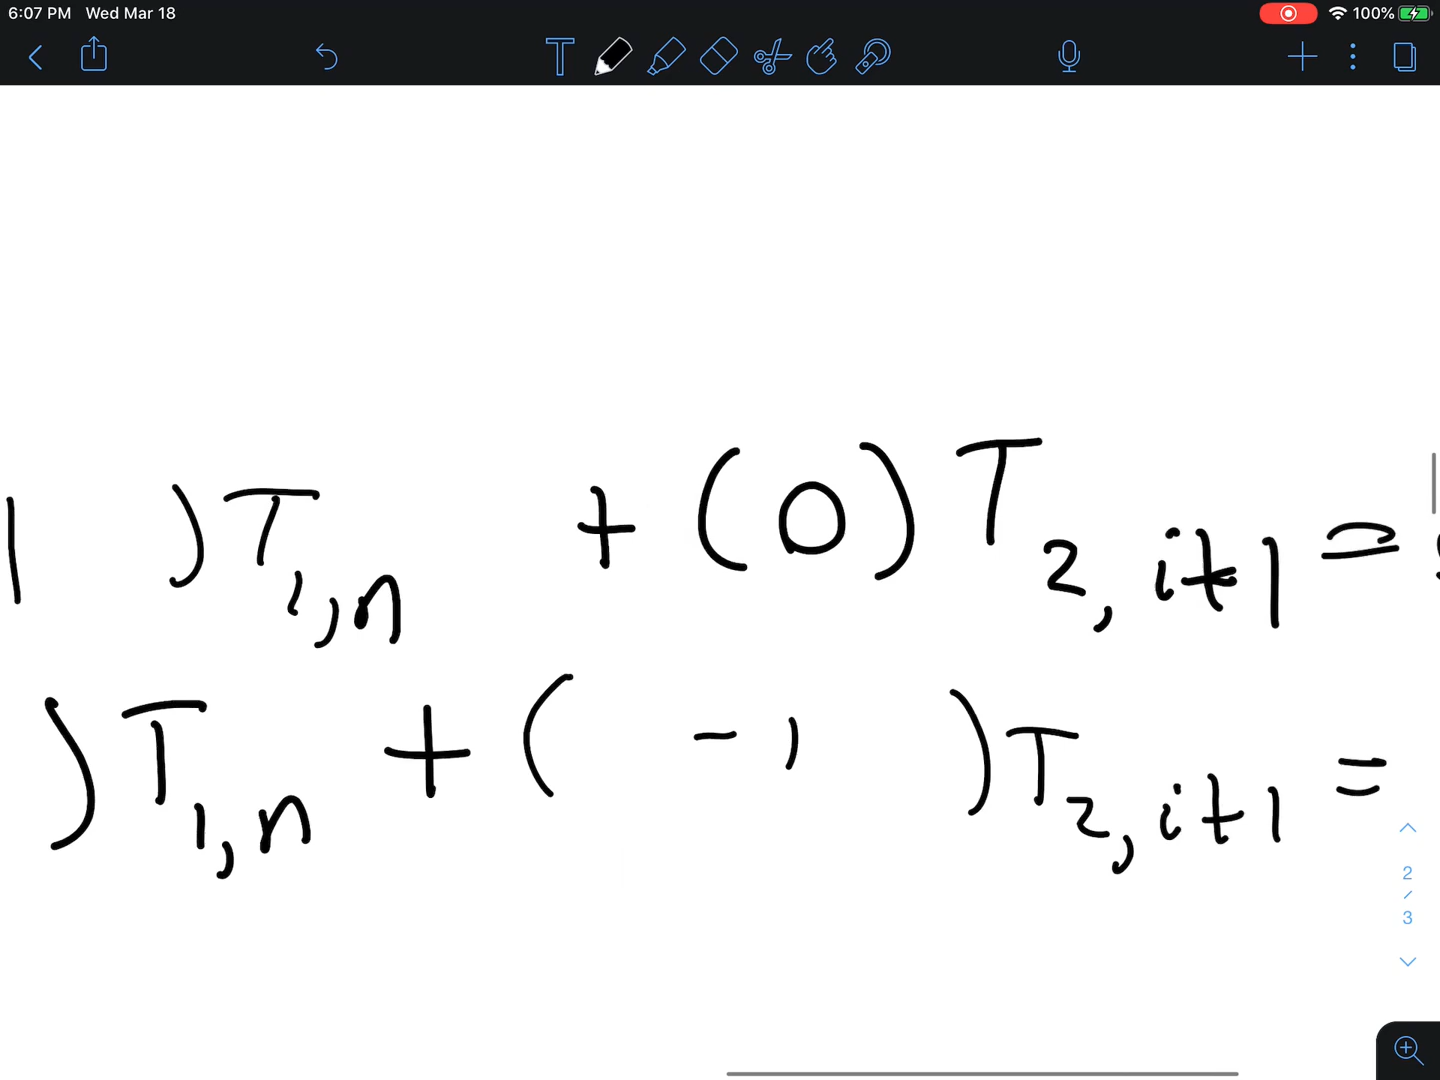 6:07 PM Wed Mar 18 100%
T
1 ) T₁,n + (0) T₂,i+1 =
) T₁,n + ( -1 ) T₂,i+1 =
2
/
3